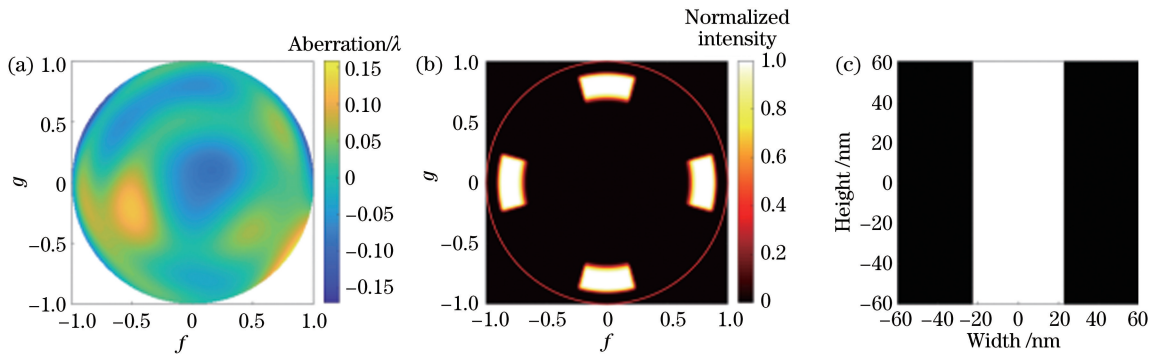 (a)
Aberration/λ
1.0
0.5
0
−0.5
−1.0
g
−1.0 −0.5 0 0.5 1.0
f
0.15
0.10
0.05
0
−0.05
−0.10
−0.15
(b)
Normalized
intensity
1.0
0.5
0
−0.5
−1.0
g
−1.0 −0.5 0 0.5 1.0
f
1.0
0.8
0.6
0.4
0.2
0
(c)
60
40
20
0
−20
−40
−60
Height /nm
−60 −40 −20 0 20 40 60
Width /nm